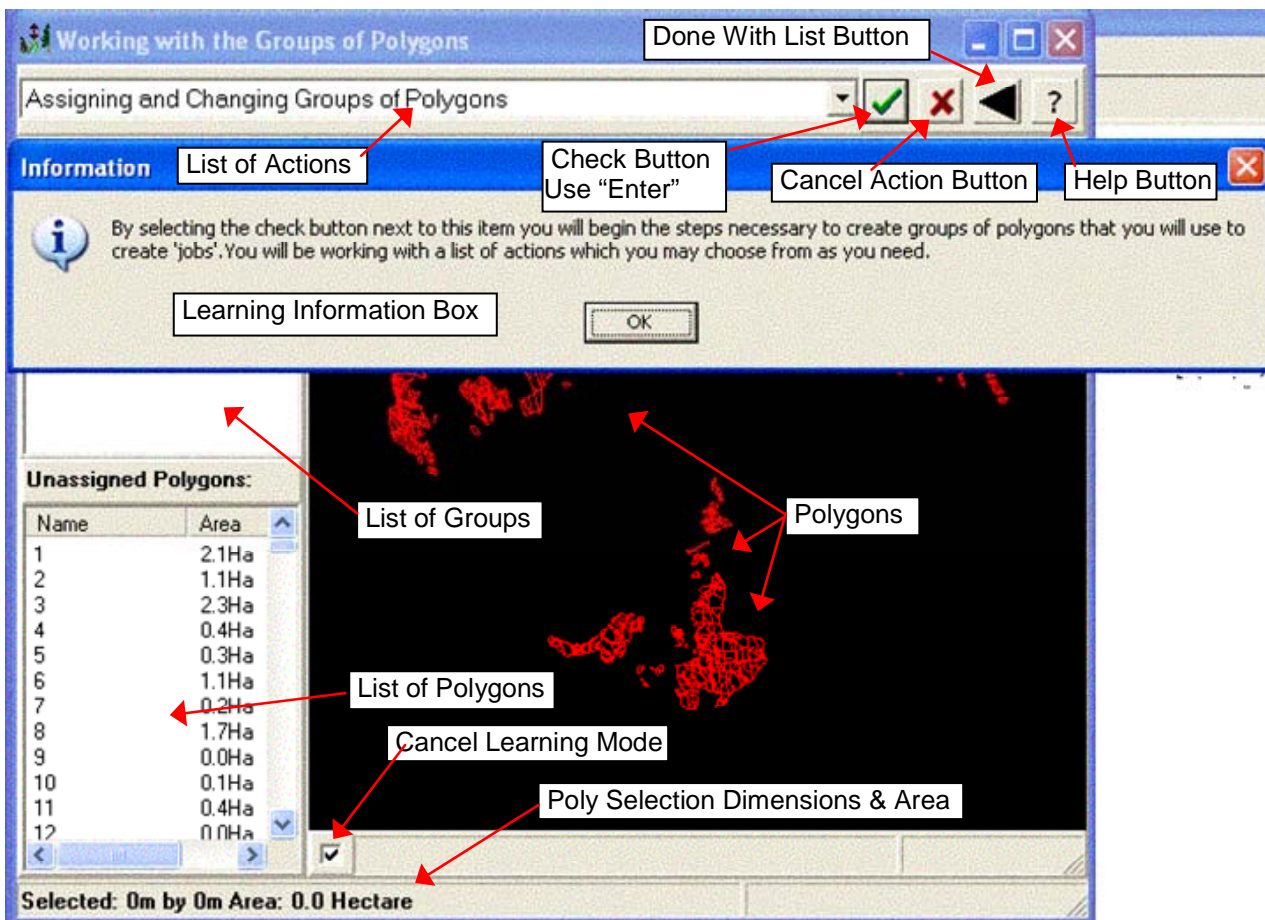 Working with the Groups of Polygons
Done With List Button
Assigning and Changing Groups of Polygons
?
Information
List of Actions
Check Button
Use “Enter”
Cancel Action Button
Help Button
By selecting the check button next to this item you will begin the steps necessary to create groups of polygons that you will use to
create 'jobs'.You will be working with a list of actions which you may choose from as you need.
Learning Information Box
OK
Unassigned Polygons:
List of Groups
Polygons
Name Area
1 2.1Ha
2 1.1Ha
3 2.3Ha
4 0.4Ha
5 0.3Ha
6 1.1Ha
7 0.2Ha
8 1.7Ha
9 0.0Ha
10 0.1Ha
11 0.4Ha
12 0.0Ha
List of Polygons
Cancel Learning Mode
Poly Selection Dimensions & Area
Selected: 0m by 0m Area: 0.0 Hectare